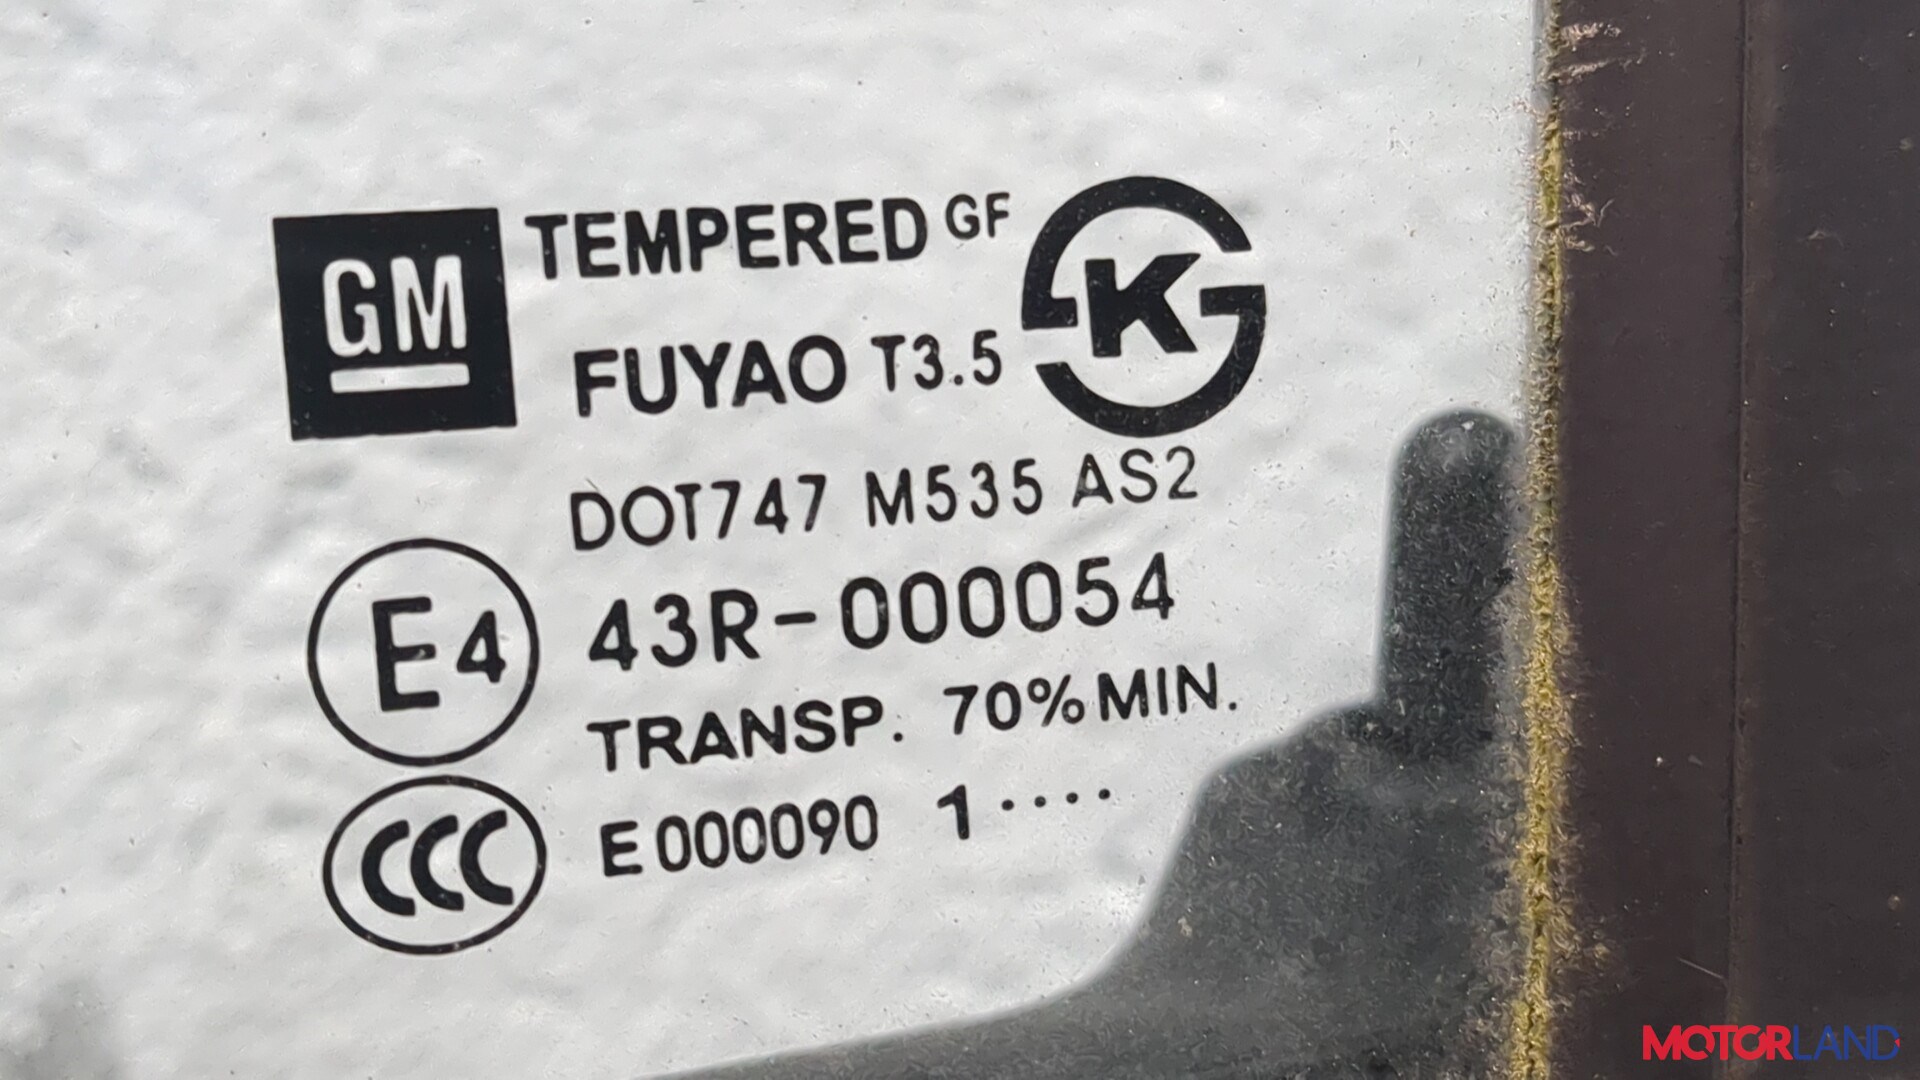 GM
TEMPERED GF
FUYAO T3.5
K
DOT747 M535 AS2
E4
43R-000054
TRANSP. 70%MIN.
CCC
E000090 1····
MOTORLAND